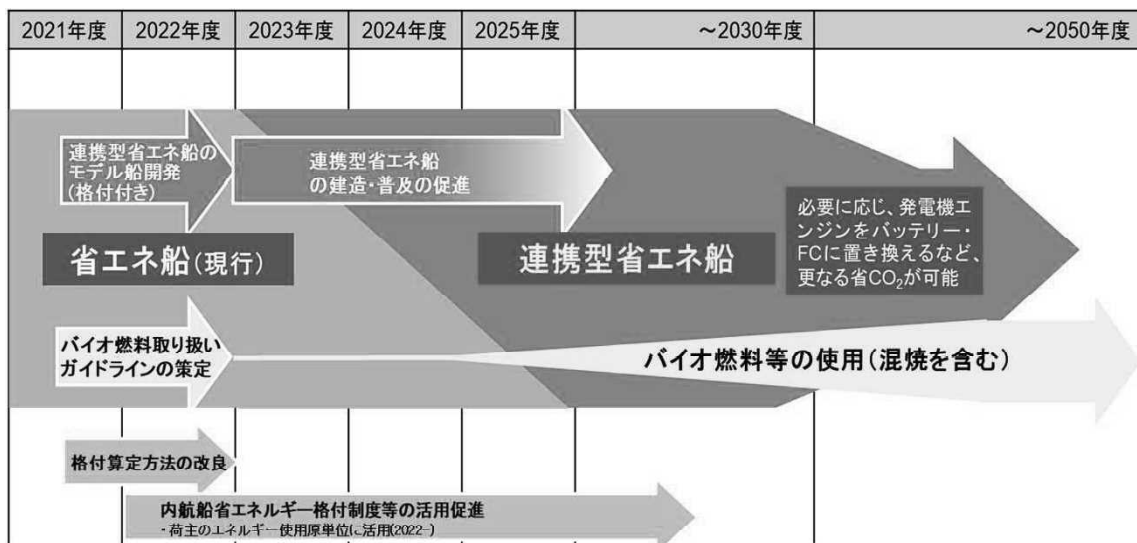 2021年度
2022年度
2023年度
2024年度
2025年度
～2030年度
～2050年度
連携型省エネ船の
モデル船開発
(格付付き)
連携型省エネ船
の建造・普及の促進
省エネ船(現行)
連携型省エネ船
必要に応じ、発電機エ
ンジンをバッテリー・
FCに置き換えるなど、
更なる省CO₂が可能
バイオ燃料取り扱い
ガイドラインの策定
バイオ燃料等の使用(混焼を含む)
格付算定方法の改良
内航船省エネルギー格付制度等の活用促進
・荷主のエネルギー使用原単位に活用(2022-)